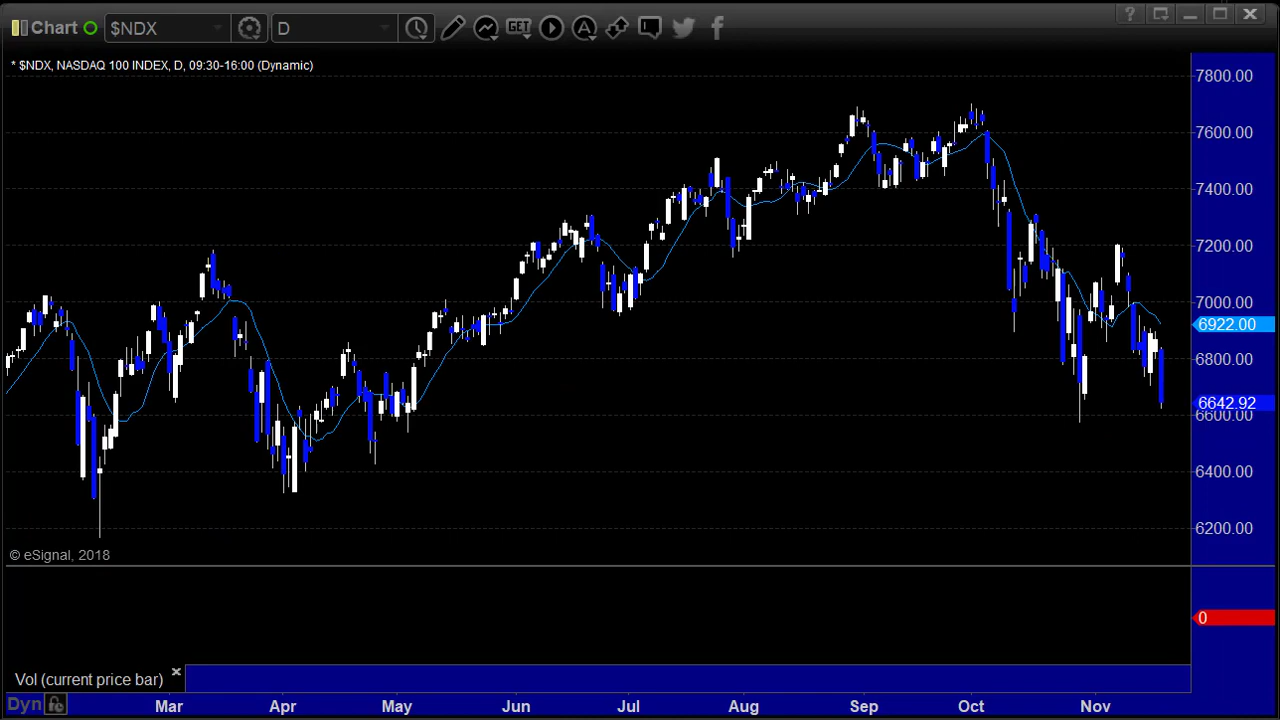 Chart $NDX D GET A ?
* $NDX, NASDAQ 100 INDEX, D, 09:30-16:00 (Dynamic)
7800.00
7600.00
7400.00
7200.00
7000.00
6922.00
6800.00
6642.92
6600.00
6400.00
6200.00
© eSignal, 2018
0
Vol (current price bar)
Dyn Mar Apr May Jun Jul Aug Sep Oct Nov